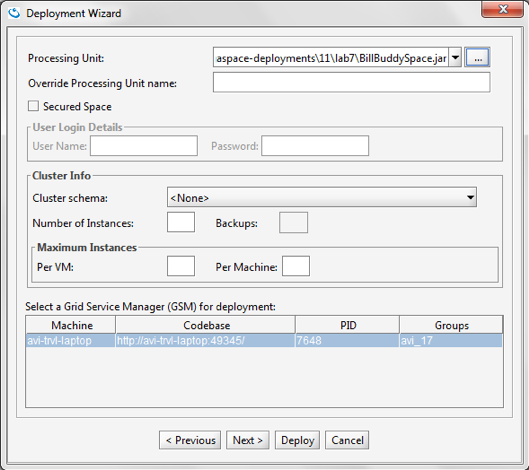 Deployment Wizard
Processing Unit: aspace-deployments\11\lab7\BillBuddySpace.jar ...
Override Processing Unit name:
Secured Space
User Login Details
User Name: Password:
Cluster Info
Cluster schema: <None>
Number of Instances: Backups:
Maximum Instances
Per VM: Per Machine:
Select a Grid Service Manager (GSM) for deployment:
Machine Codebase PID Groups
avi-trvl-laptop http://avi-trvl-laptop:49345/ 7648 avi_17
< Previous Next > Deploy Cancel